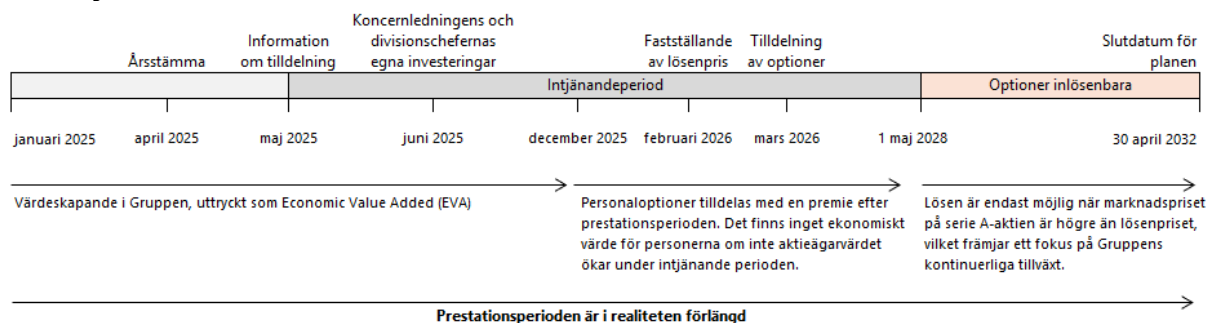 Koncernledningens och
divisionschefernas
egna investeringar
Information
om tilldelning
Årsstämma
Fastställande
av lösenpris
Tilldelning
av optioner
Slutdatum för
planen
Intjänandeperiod
Optioner inlösenbara
januari 2025
april 2025
maj 2025
juni 2025
december 2025
februari 2026
mars 2026
1 maj 2028
30 april 2032
Värdeskapande i Gruppen, uttryckt som Economic Value Added (EVA)
Personaloptioner tilldelas med en premie efter
prestationsperioden. Det finns inget ekonomiskt
värde för personerna om inte aktieägarvärdet
ökar under intjänande perioden.
Lösen är endast möjlig när marknadspriset
på serie A-aktien är högre än lösenpriset,
vilket främjar ett fokus på Gruppens
kontinuerliga tillväxt.
Prestationsperioden är i realiteten förlängd